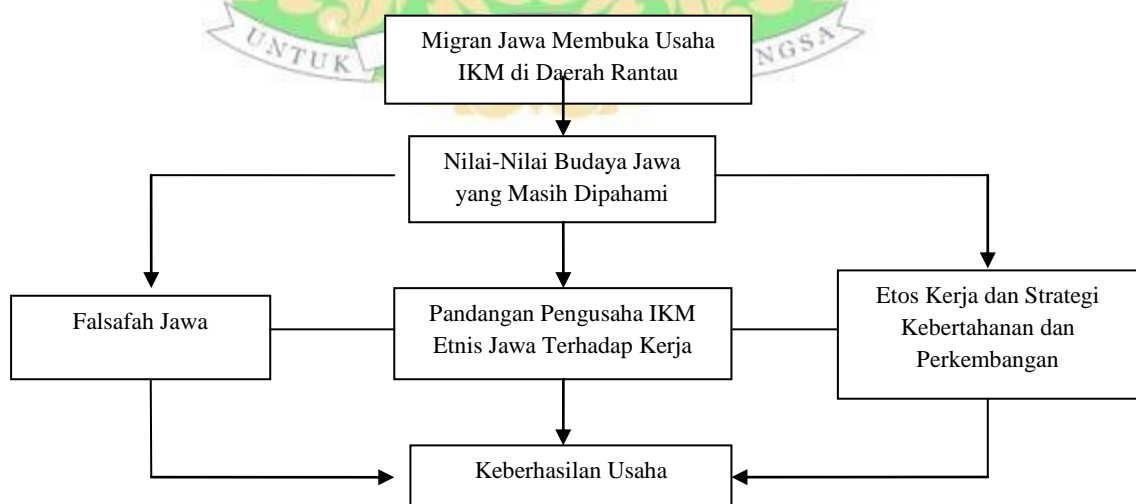 UNTUK
NGSA
Migran Jawa Membuka Usaha
IKM di Daerah Rantau
Nilai-Nilai Budaya Jawa
yang Masih Dipahami
Falsafah Jawa
Pandangan Pengusaha IKM
Etnis Jawa Terhadap Kerja
Etos Kerja dan Strategi
Kebertahanan dan
Perkembangan
Keberhasilan Usaha